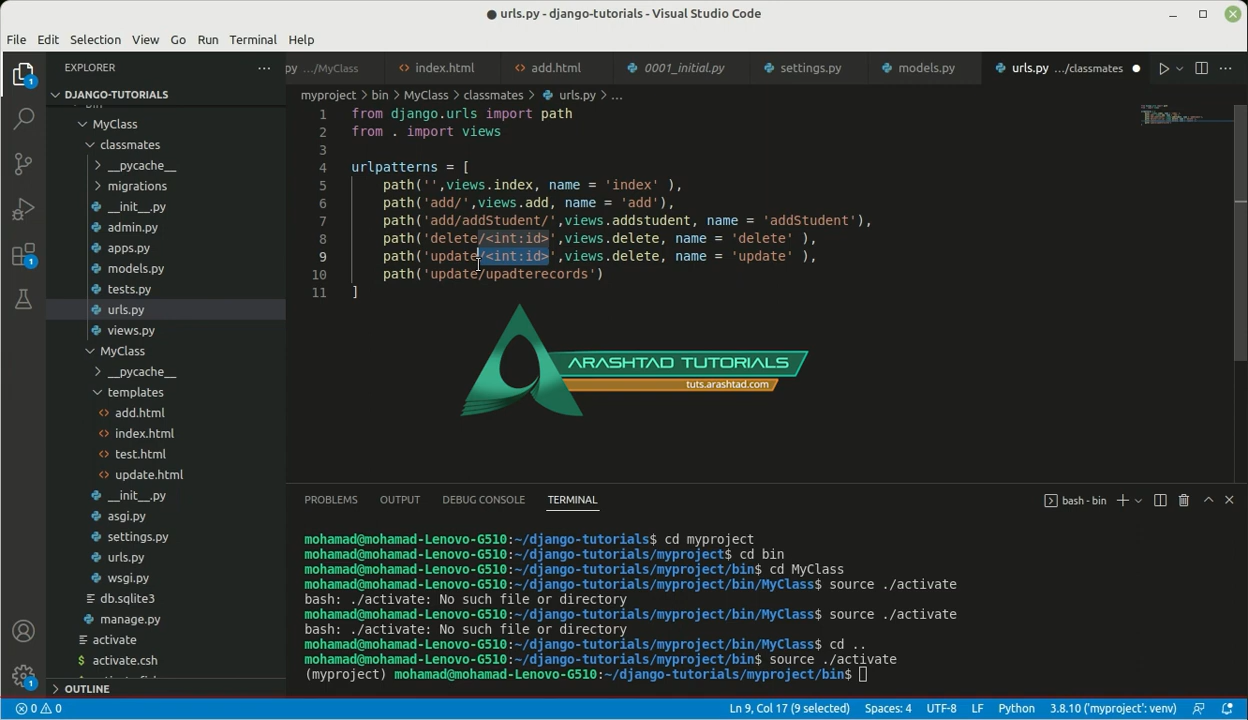 ● urls.py - django-tutorials - Visual Studio Code
File Edit Selection View Go Run Terminal Help
1
EXPLORER ...
py .../MyClass
index.html
add.html
0001_initial.py
settings.py
models.py
urls.py .../classmates ●
DJANGO-TUTORIALS
myproject > bin > MyClass > classmates > urls.py > ...
MyClass
classmates
__pycache__
migrations
__init__.py
admin.py
apps.py
models.py
tests.py
urls.py
views.py
MyClass
__pycache__
templates
add.html
index.html
test.html
update.html
__init__.py
asgi.py
settings.py
urls.py
wsgi.py
db.sqlite3
manage.py
activate
$ activate.csh
OUTLINE
1
1
1 from django.urls import path
2 from . import views
3
4 urlpatterns = [
5 path('',views.index, name = 'index' ),
6 path('add/',views.add, name = 'add'),
7 path('add/addStudent/',views.addstudent, name = 'addStudent'),
8 path('delete/<int:id>',views.delete, name = 'delete' ),
9 path('update/<int:id>',views.delete, name = 'update' ),
10 path('update/upadterecords')
11 ]
ARASHTAD TUTORIALS
tuts.arashtad.com
PROBLEMS OUTPUT DEBUG CONSOLE TERMINAL
bash - bin
mohamad@mohamad-Lenovo-G510:~/django-tutorials$ cd myproject
mohamad@mohamad-Lenovo-G510:~/django-tutorials/myproject$ cd bin
mohamad@mohamad-Lenovo-G510:~/django-tutorials/myproject/bin$ cd MyClass
mohamad@mohamad-Lenovo-G510:~/django-tutorials/myproject/bin/MyClass$ source ./activate
bash: ./activate: No such file or directory
mohamad@mohamad-Lenovo-G510:~/django-tutorials/myproject/bin/MyClass$ source ./activate
bash: ./activate: No such file or directory
mohamad@mohamad-Lenovo-G510:~/django-tutorials/myproject/bin/MyClass$ cd ..
mohamad@mohamad-Lenovo-G510:~/django-tutorials/myproject/bin$ source ./activate
(myproject) mohamad@mohamad-Lenovo-G510:~/django-tutorials/myproject/bin$
0 0 Ln 9, Col 17 (9 selected) Spaces: 4 UTF-8 LF Python 3.8.10 ('myproject': venv)